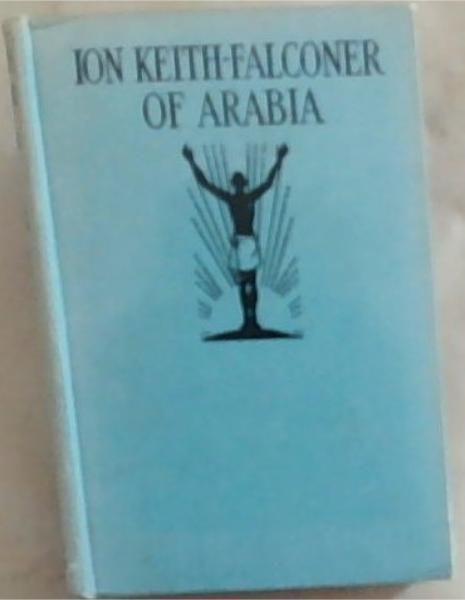 ION KEITH-FALCONER
OF ARABIA